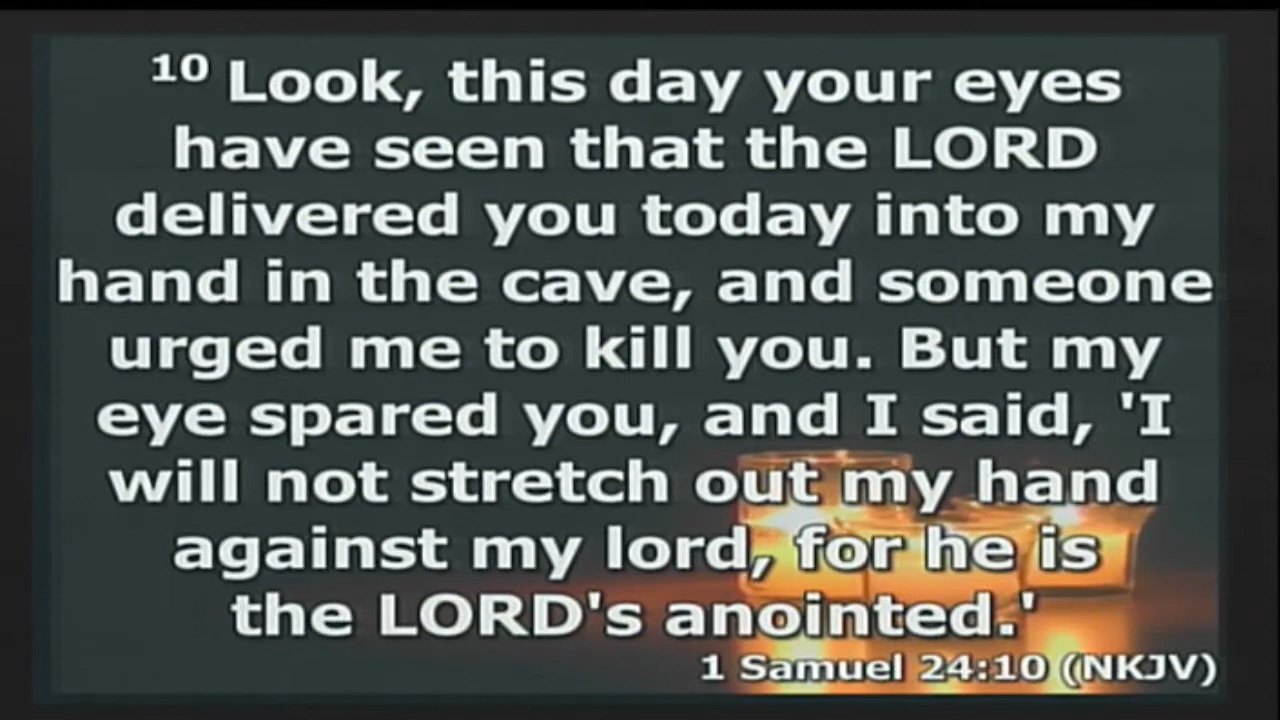 10 Look, this day your eyes
have seen that the LORD
delivered you today into my
hand in the cave, and someone
urged me to kill you. But my
eye spared you, and I said, 'I
will not stretch out my hand
against my lord, for he is
the LORD's anointed.'
1 Samuel 24:10 (NKJV)